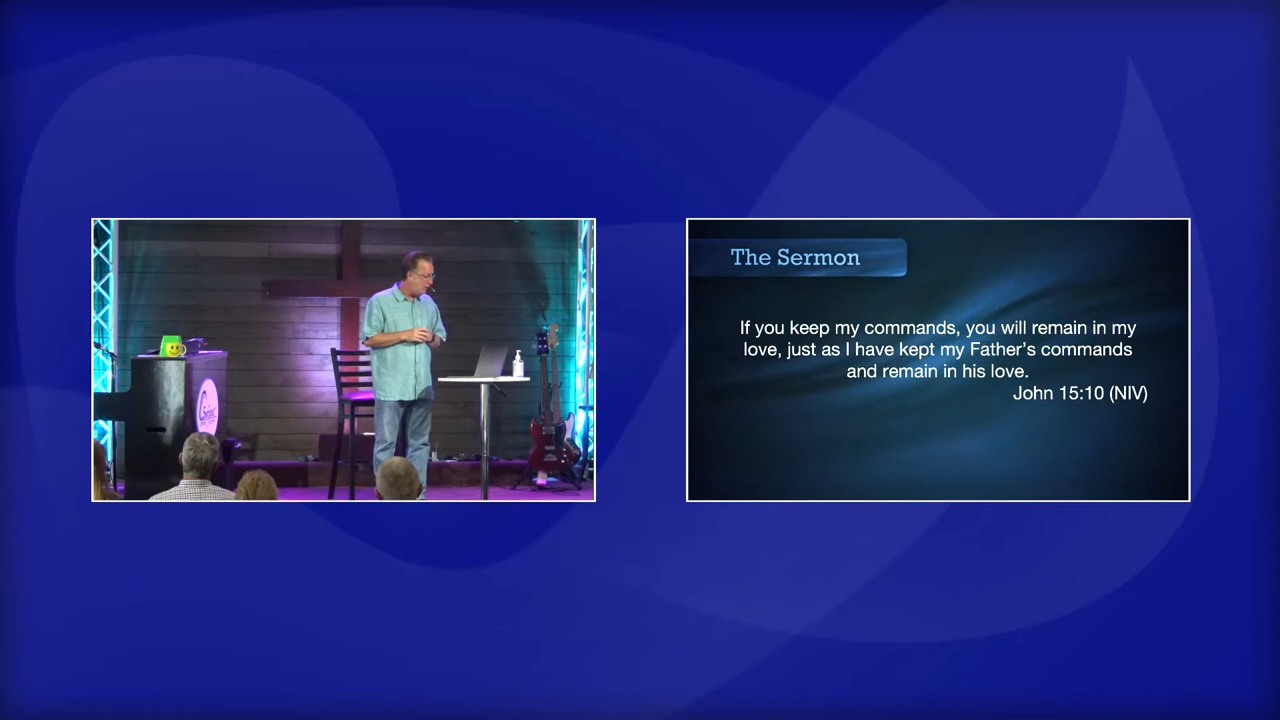 The Sermon
If you keep my commands, you will remain in my
love, just as I have kept my Father’s commands
and remain in his love.
John 15:10 (NIV)